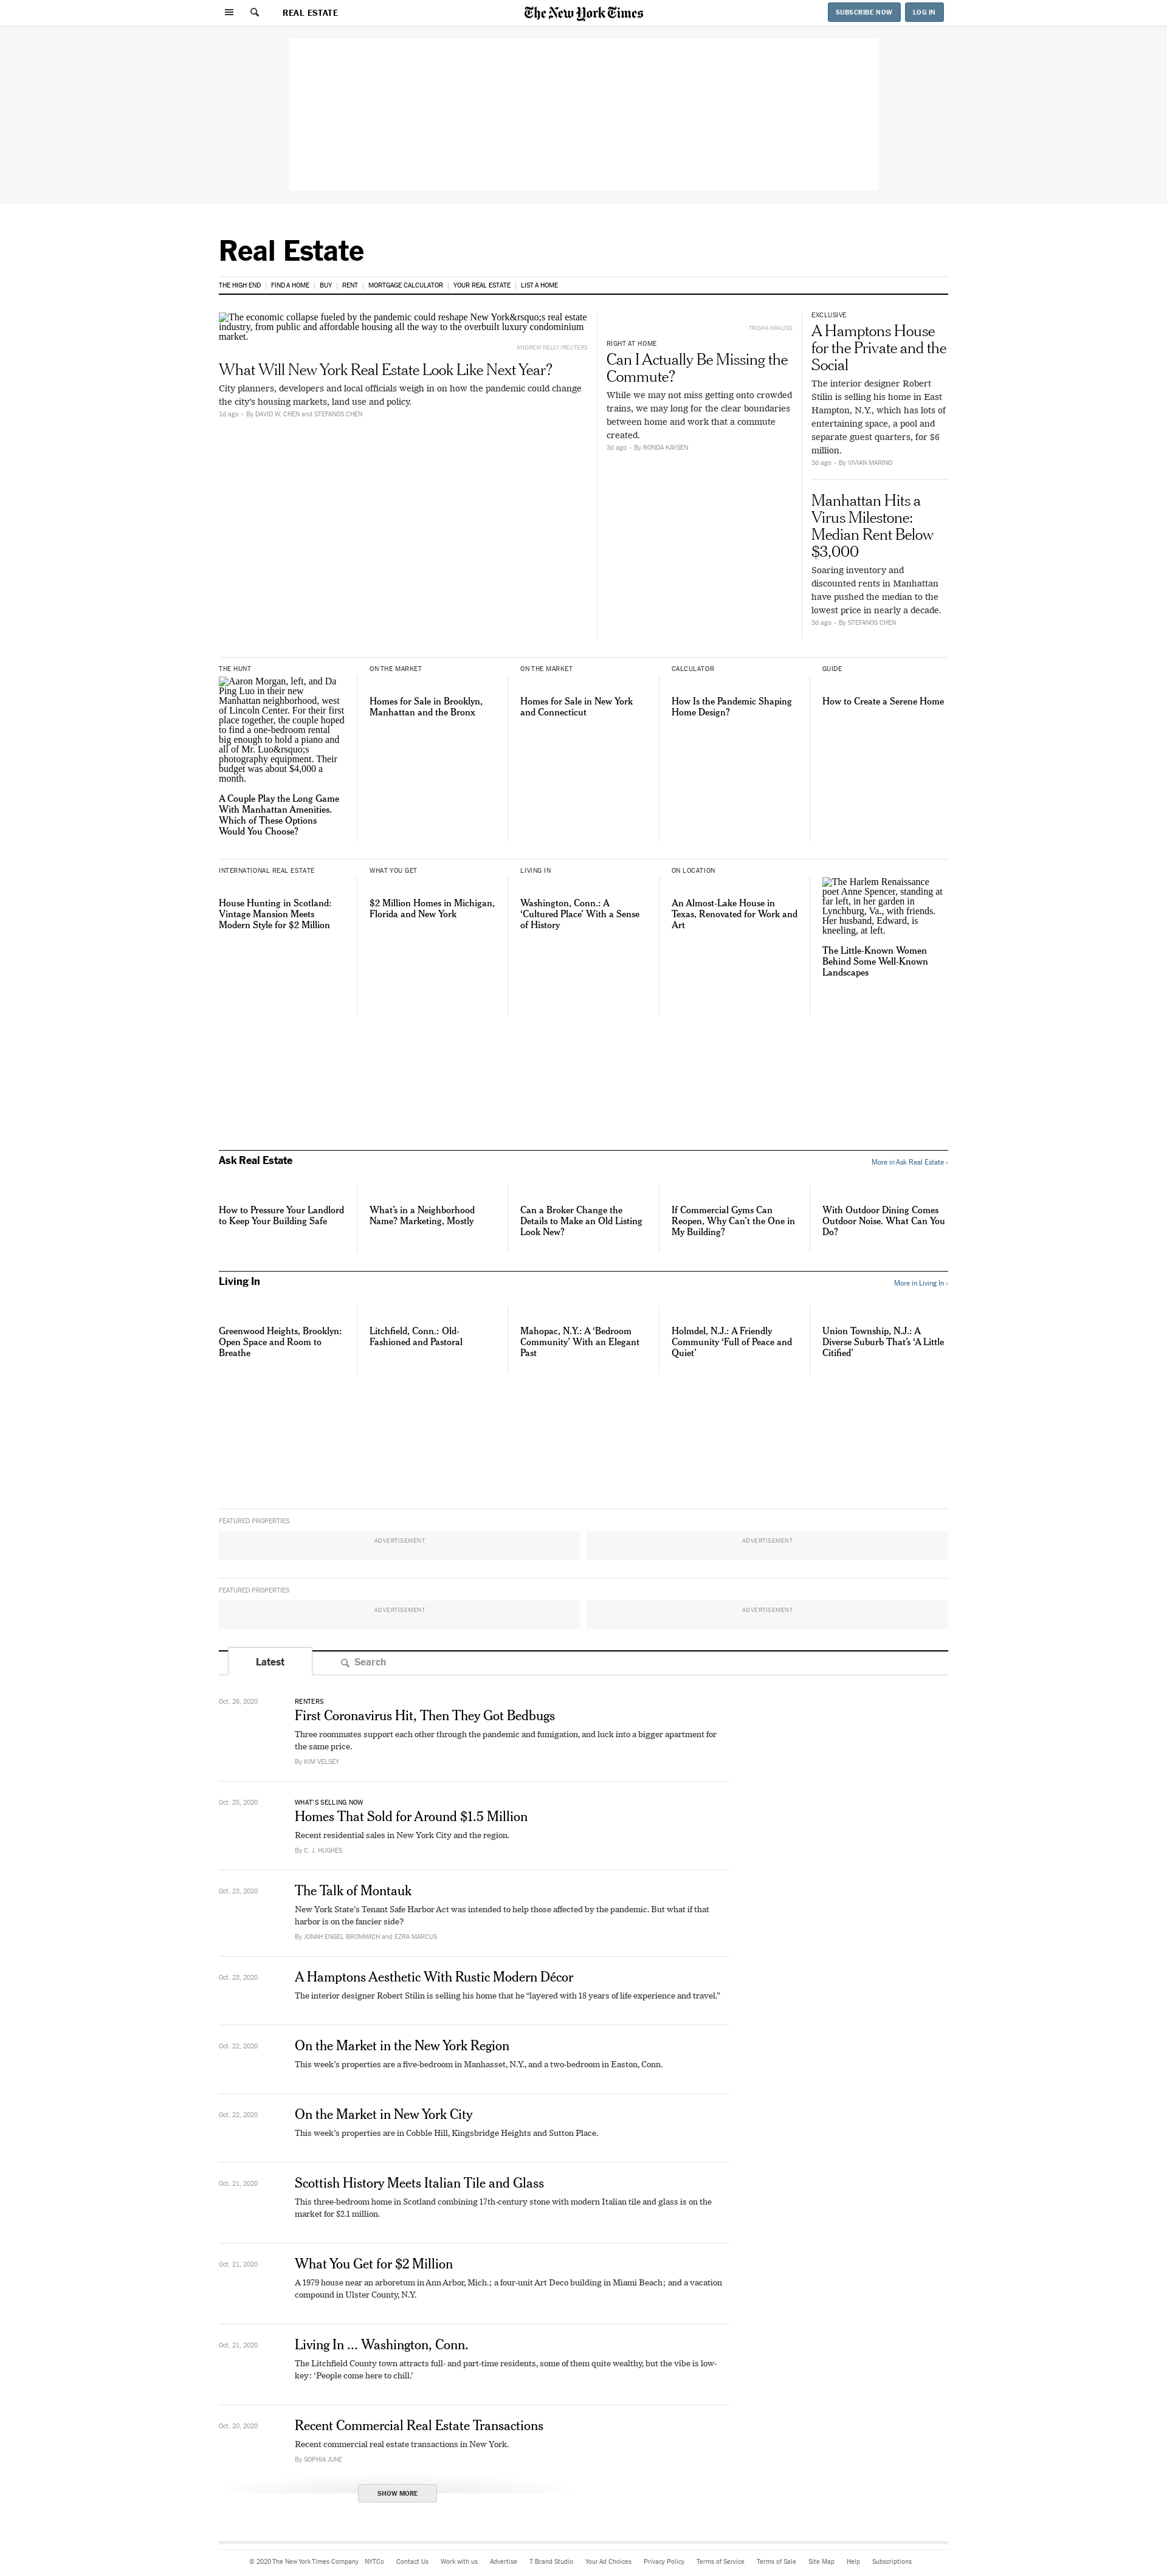 REAL ESTATE
The New York Times
SUBSCRIBE NOW
LOG IN
Real Estate
THE HIGH END
FIND A HOME
BUY
RENT
MORTGAGE CALCULATOR
YOUR REAL ESTATE
LIST A HOME
The economic collapse fueled by the pandemic could reshape New York&rsquo;s real estate
industry, from public and affordable housing all the way to the overbuilt luxury condominium
market.
ANDREW KELLY/REUTERS
What Will New York Real Estate Look Like Next Year?
City planners, developers and local officials weigh in on how the pandemic could change
the city's housing markets, land use and policy.
1d ago - By DAVID W. CHEN and STEFANOS CHEN
TRISHA KRAUSS
RIGHT AT HOME
Can I Actually Be Missing the
Commute?
While we may not miss getting onto crowded
trains, we may long for the clear boundaries
between home and work that a commute
created.
3d ago - By RONDA KAYSEN
EXCLUSIVE
A Hamptons House
for the Private and the
Social
The interior designer Robert
Stilin is selling his home in East
Hampton, N.Y., which has lots of
entertaining space, a pool and
separate guest quarters, for $6
million.
3d ago - By VIVIAN MARINO
Manhattan Hits a
Virus Milestone:
Median Rent Below
$3,000
Soaring inventory and
discounted rents in Manhattan
have pushed the median to the
lowest price in nearly a decade.
3d ago - By STEFANOS CHEN
THE HUNT
Aaron Morgan, left, and Da
Ping Luo in their new
Manhattan neighborhood, west
of Lincoln Center. For their first
place together, the couple hoped
to find a one-bedroom rental
big enough to hold a piano and
all of Mr. Luo&rsquo;s
photography equipment. Their
budget was about $4,000 a
month.
A Couple Play the Long Game
With Manhattan Amenities.
Which of These Options
Would You Choose?
ON THE MARKET
Homes for Sale in Brooklyn,
Manhattan and the Bronx
ON THE MARKET
Homes for Sale in New York
and Connecticut
CALCULATOR
How Is the Pandemic Shaping
Home Design?
GUIDE
How to Create a Serene Home
INTERNATIONAL REAL ESTATE
House Hunting in Scotland:
Vintage Mansion Meets
Modern Style for $2 Million
WHAT YOU GET
$2 Million Homes in Michigan,
Florida and New York
LIVING IN
Washington, Conn.: A
‘Cultured Place’ With a Sense
of History
ON LOCATION
An Almost-Lake House in
Texas, Renovated for Work and
Art
The Harlem Renaissance
poet Anne Spencer, standing at
far left, in her garden in
Lynchburg, Va., with friends.
Her husband, Edward, is
kneeling, at left.
The Little-Known Women
Behind Some Well-Known
Landscapes
Ask Real Estate
More in Ask Real Estate ›
How to Pressure Your Landlord
to Keep Your Building Safe
What’s in a Neighborhood
Name? Marketing, Mostly
Can a Broker Change the
Details to Make an Old Listing
Look New?
If Commercial Gyms Can
Reopen, Why Can’t the One in
My Building?
With Outdoor Dining Comes
Outdoor Noise. What Can You
Do?
Living In
More in Living In ›
Greenwood Heights, Brooklyn:
Open Space and Room to
Breathe
Litchfield, Conn.: Old-
Fashioned and Pastoral
Mahopac, N.Y.: A ‘Bedroom
Community’ With an Elegant
Past
Holmdel, N.J.: A Friendly
Community ‘Full of Peace and
Quiet’
Union Township, N.J.: A
Diverse Suburb That’s ‘A Little
Citified’
FEATURED PROPERTIES
ADVERTISEMENT
ADVERTISEMENT
FEATURED PROPERTIES
ADVERTISEMENT
ADVERTISEMENT
Latest
Search
Oct. 26, 2020
RENTERS
First Coronavirus Hit, Then They Got Bedbugs
Three roommates support each other through the pandemic and fumigation, and luck into a bigger apartment for
the same price.
By KIM VELSEY
Oct. 25, 2020
WHAT'S SELLING NOW
Homes That Sold for Around $1.5 Million
Recent residential sales in New York City and the region.
By C. J. HUGHES
Oct. 23, 2020
The Talk of Montauk
New York State’s Tenant Safe Harbor Act was intended to help those affected by the pandemic. But what if that
harbor is on the fancier side?
By JONAH ENGEL BROMWICH and EZRA MARCUS
Oct. 23, 2020
A Hamptons Aesthetic With Rustic Modern Décor
The interior designer Robert Stilin is selling his home that he “layered with 18 years of life experience and travel.”
Oct. 22, 2020
On the Market in the New York Region
This week’s properties are a five-bedroom in Manhasset, N.Y., and a two-bedroom in Easton, Conn.
Oct. 22, 2020
On the Market in New York City
This week’s properties are in Cobble Hill, Kingsbridge Heights and Sutton Place.
Oct. 21, 2020
Scottish History Meets Italian Tile and Glass
This three-bedroom home in Scotland combining 17th-century stone with modern Italian tile and glass is on the
market for $2.1 million.
Oct. 21, 2020
What You Get for $2 Million
A 1979 house near an arboretum in Ann Arbor, Mich.; a four-unit Art Deco building in Miami Beach; and a vacation
compound in Ulster County, N.Y.
Oct. 21, 2020
Living In ... Washington, Conn.
The Litchfield County town attracts full- and part-time residents, some of them quite wealthy, but the vibe is low-
key: ‘People come here to chill.’
Oct. 20, 2020
Recent Commercial Real Estate Transactions
Recent commercial real estate transactions in New York.
By SOPHIA JUNE
SHOW MORE
© 2020 The New York Times Company
NYTCo
Contact Us
Work with us
Advertise
T Brand Studio
Your Ad Choices
Privacy Policy
Terms of Service
Terms of Sale
Site Map
Help
Subscriptions